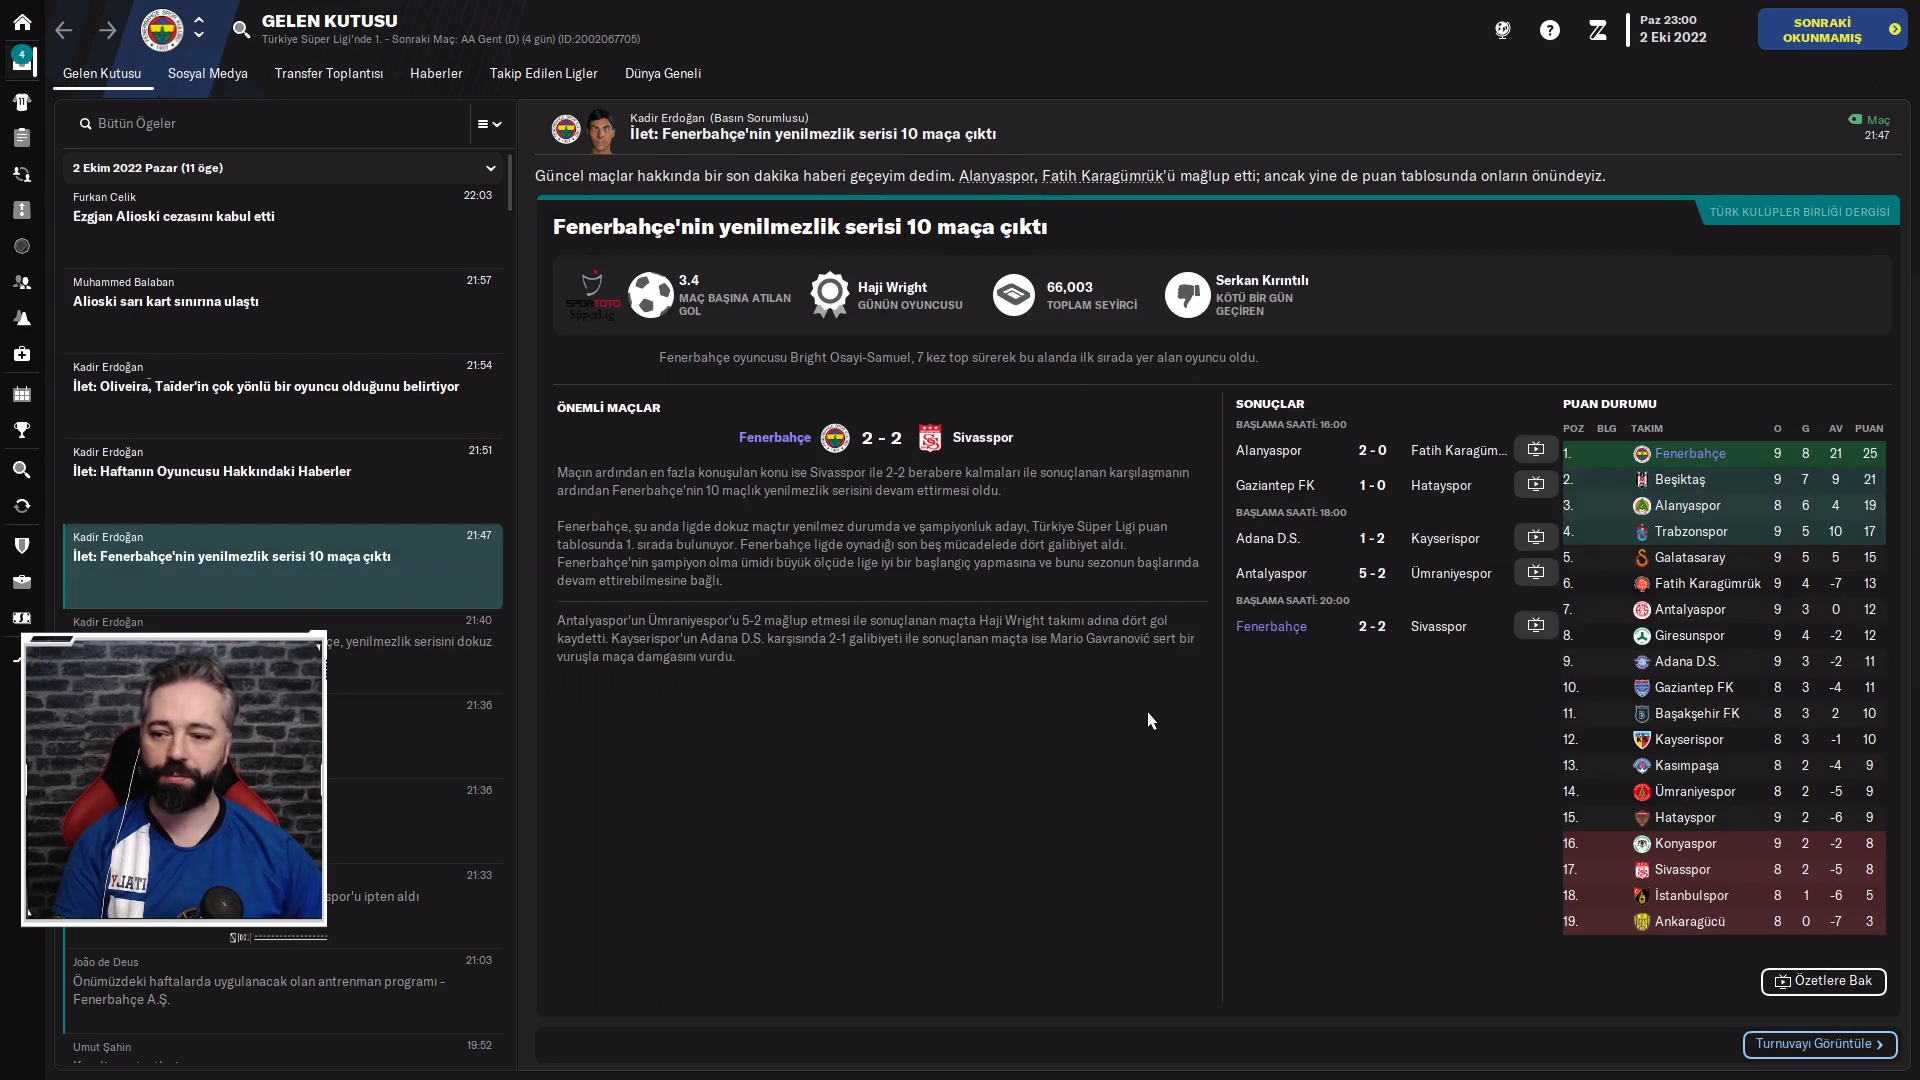 GELEN KUTUSU
Türkiye Süper Ligi'nde 1. - Sonraki Maç: AA Gent (D) (4 gün) (ID:2002067705)
Paz 23:00
2 Eki 2022
SONRAKİ
OKUNMAMIŞ
4
Gelen Kutusu
Sosyal Medya
Transfer Toplantısı
Haberler
Takip Edilen Ligler
Dünya Geneli
Bütün Ögeler
2 Ekim 2022 Pazar (11 öge)
Furkan Celik 22:03
Ezgjan Alioski cezasını kabul etti
Muhammed Balaban 21:57
Alioski sarı kart sınırına ulaştı
Kadir Erdoğan 21:54
İlet: Oliveira, Taïder'in çok yönlü bir oyuncu olduğunu belirtiyor
Kadir Erdoğan 21:51
İlet: Haftanın Oyuncusu Hakkındaki Haberler
Kadir Erdoğan 21:47
İlet: Fenerbahçe'nin yenilmezlik serisi 10 maça çıktı
Kadir Erdoğan 21:40
çe, yenilmezlik serisini dokuz
21:36
21:36
21:33
spor'u ipten aldı
João de Deus 21:03
Önümüzdeki haftalarda uygulanacak olan antrenman programı -
Fenerbahçe A.Ş.
Umut Şahin 19:52
Kadir Erdoğan (Basın Sorumlusu)
İlet: Fenerbahçe'nin yenilmezlik serisi 10 maça çıktı
Maç
21:47
Güncel maçlar hakkında bir son dakika haberi geçeyim dedim. Alanyaspor, Fatih Karagümrük'ü mağlup etti; ancak yine de puan tablosunda onların önündeyiz.
TÜRK KULÜPLER BİRLİĞİ DERGİSİ
Fenerbahçe'nin yenilmezlik serisi 10 maça çıktı
SPOR TOTO
SüperLig
3.4
MAÇ BAŞINA ATILAN
GOL
Haji Wright
GÜNÜN OYUNCUSU
66,003
TOPLAM SEYİRCİ
Serkan Kırıntılı
KÖTÜ BİR GÜN
GEÇİREN
Fenerbahçe oyuncusu Bright Osayi-Samuel, 7 kez top sürerek bu alanda ilk sırada yer alan oyuncu oldu.
ÖNEMLİ MAÇLAR
Fenerbahçe 2 - 2 Sivasspor
Maçın ardından en fazla konuşulan konu ise Sivasspor ile 2-2 berabere kalmaları ile sonuçlanan karşılaşmanın
ardından Fenerbahçe'nin 10 maçlık yenilmezlik serisini devam ettirmesi oldu.
Fenerbahçe, şu anda ligde dokuz maçtır yenilmez durumda ve şampiyonluk adayı, Türkiye Süper Ligi puan
tablosunda 1. sırada bulunuyor. Fenerbahçe ligde oynadığı son beş mücadelede dört galibiyet aldı.
Fenerbahçe'nin şampiyon olma ümidi büyük ölçüde lige iyi bir başlangıç yapmasına ve bunu sezonun başlarında
devam ettirebilmesine bağlı.
Antalyaspor'un Ümraniyespor'u 5-2 mağlup etmesi ile sonuçlanan maçta Haji Wright takımı adına dört gol
kaydetti. Kayserispor'un Adana D.S. karşısında 2-1 galibiyeti ile sonuçlanan maçta ise Mario Gavranović sert bir
vuruşla maça damgasını vurdu.
SONUÇLAR
BAŞLAMA SAATİ: 16:00
Alanyaspor 2 - 0 Fatih Karagüm...
Gaziantep FK 1 - 0 Hatayspor
BAŞLAMA SAATİ: 18:00
Adana D.S. 1 - 2 Kayserispor
Antalyaspor 5 - 2 Ümraniyespor
BAŞLAMA SAATİ: 20:00
Fenerbahçe 2 - 2 Sivasspor
PUAN DURUMU
POZ BLG TAKIM O G AV PUAN
1. Fenerbahçe 9 8 21 25
2. Beşiktaş 9 7 9 21
3. Alanyaspor 8 6 4 19
4. Trabzonspor 9 5 10 17
5. Galatasaray 9 5 5 15
6. Fatih Karagümrük 9 4 -7 13
7. Antalyaspor 9 3 0 12
8. Giresunspor 9 4 -2 12
9. Adana D.S. 9 3 -2 11
10. Gaziantep FK 8 3 -4 11
11. Başakşehir FK 8 3 2 10
12. Kayserispor 8 3 -1 10
13. Kasımpaşa 8 2 -4 9
14. Ümraniyespor 8 2 -5 9
15. Hatayspor 9 2 -6 9
16. Konyaspor 9 2 -2 8
17. Sivasspor 8 2 -5 8
18. İstanbulspor 8 1 -6 5
19. Ankaragücü 8 0 -7 3
Özetlere Bak
Turnuvayı Görüntüle